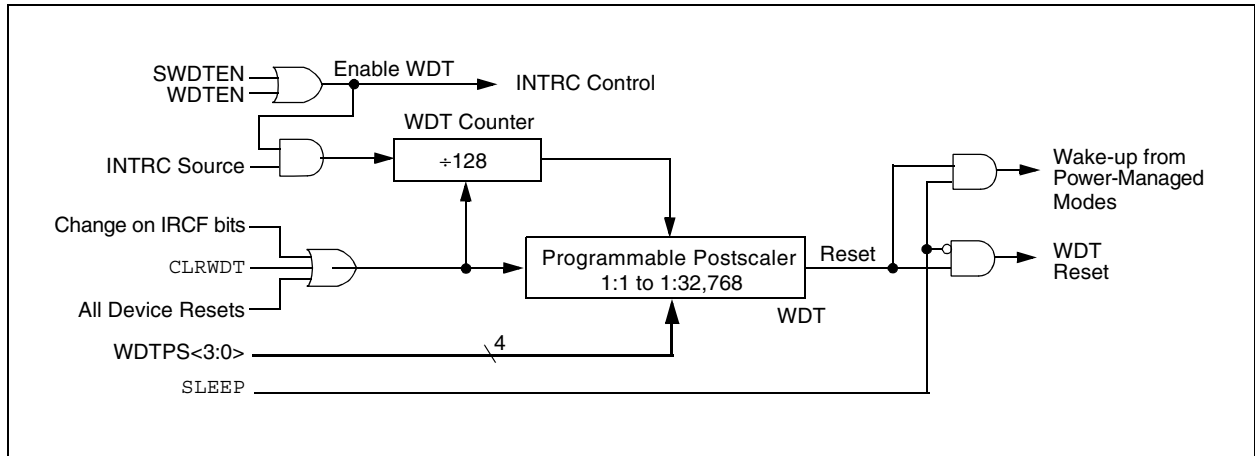 SWDTEN
WDTEN
Enable WDT
INTRC Control
WDT Counter
INTRC Source
÷128
Wake-up from
Power-Managed
Modes
Change on IRCF bits
CLRWDT
All Device Resets
Programmable Postscaler
1:1 to 1:32,768
Reset
WDT
Reset
WDT
WDTPS<3:0>
4
SLEEP